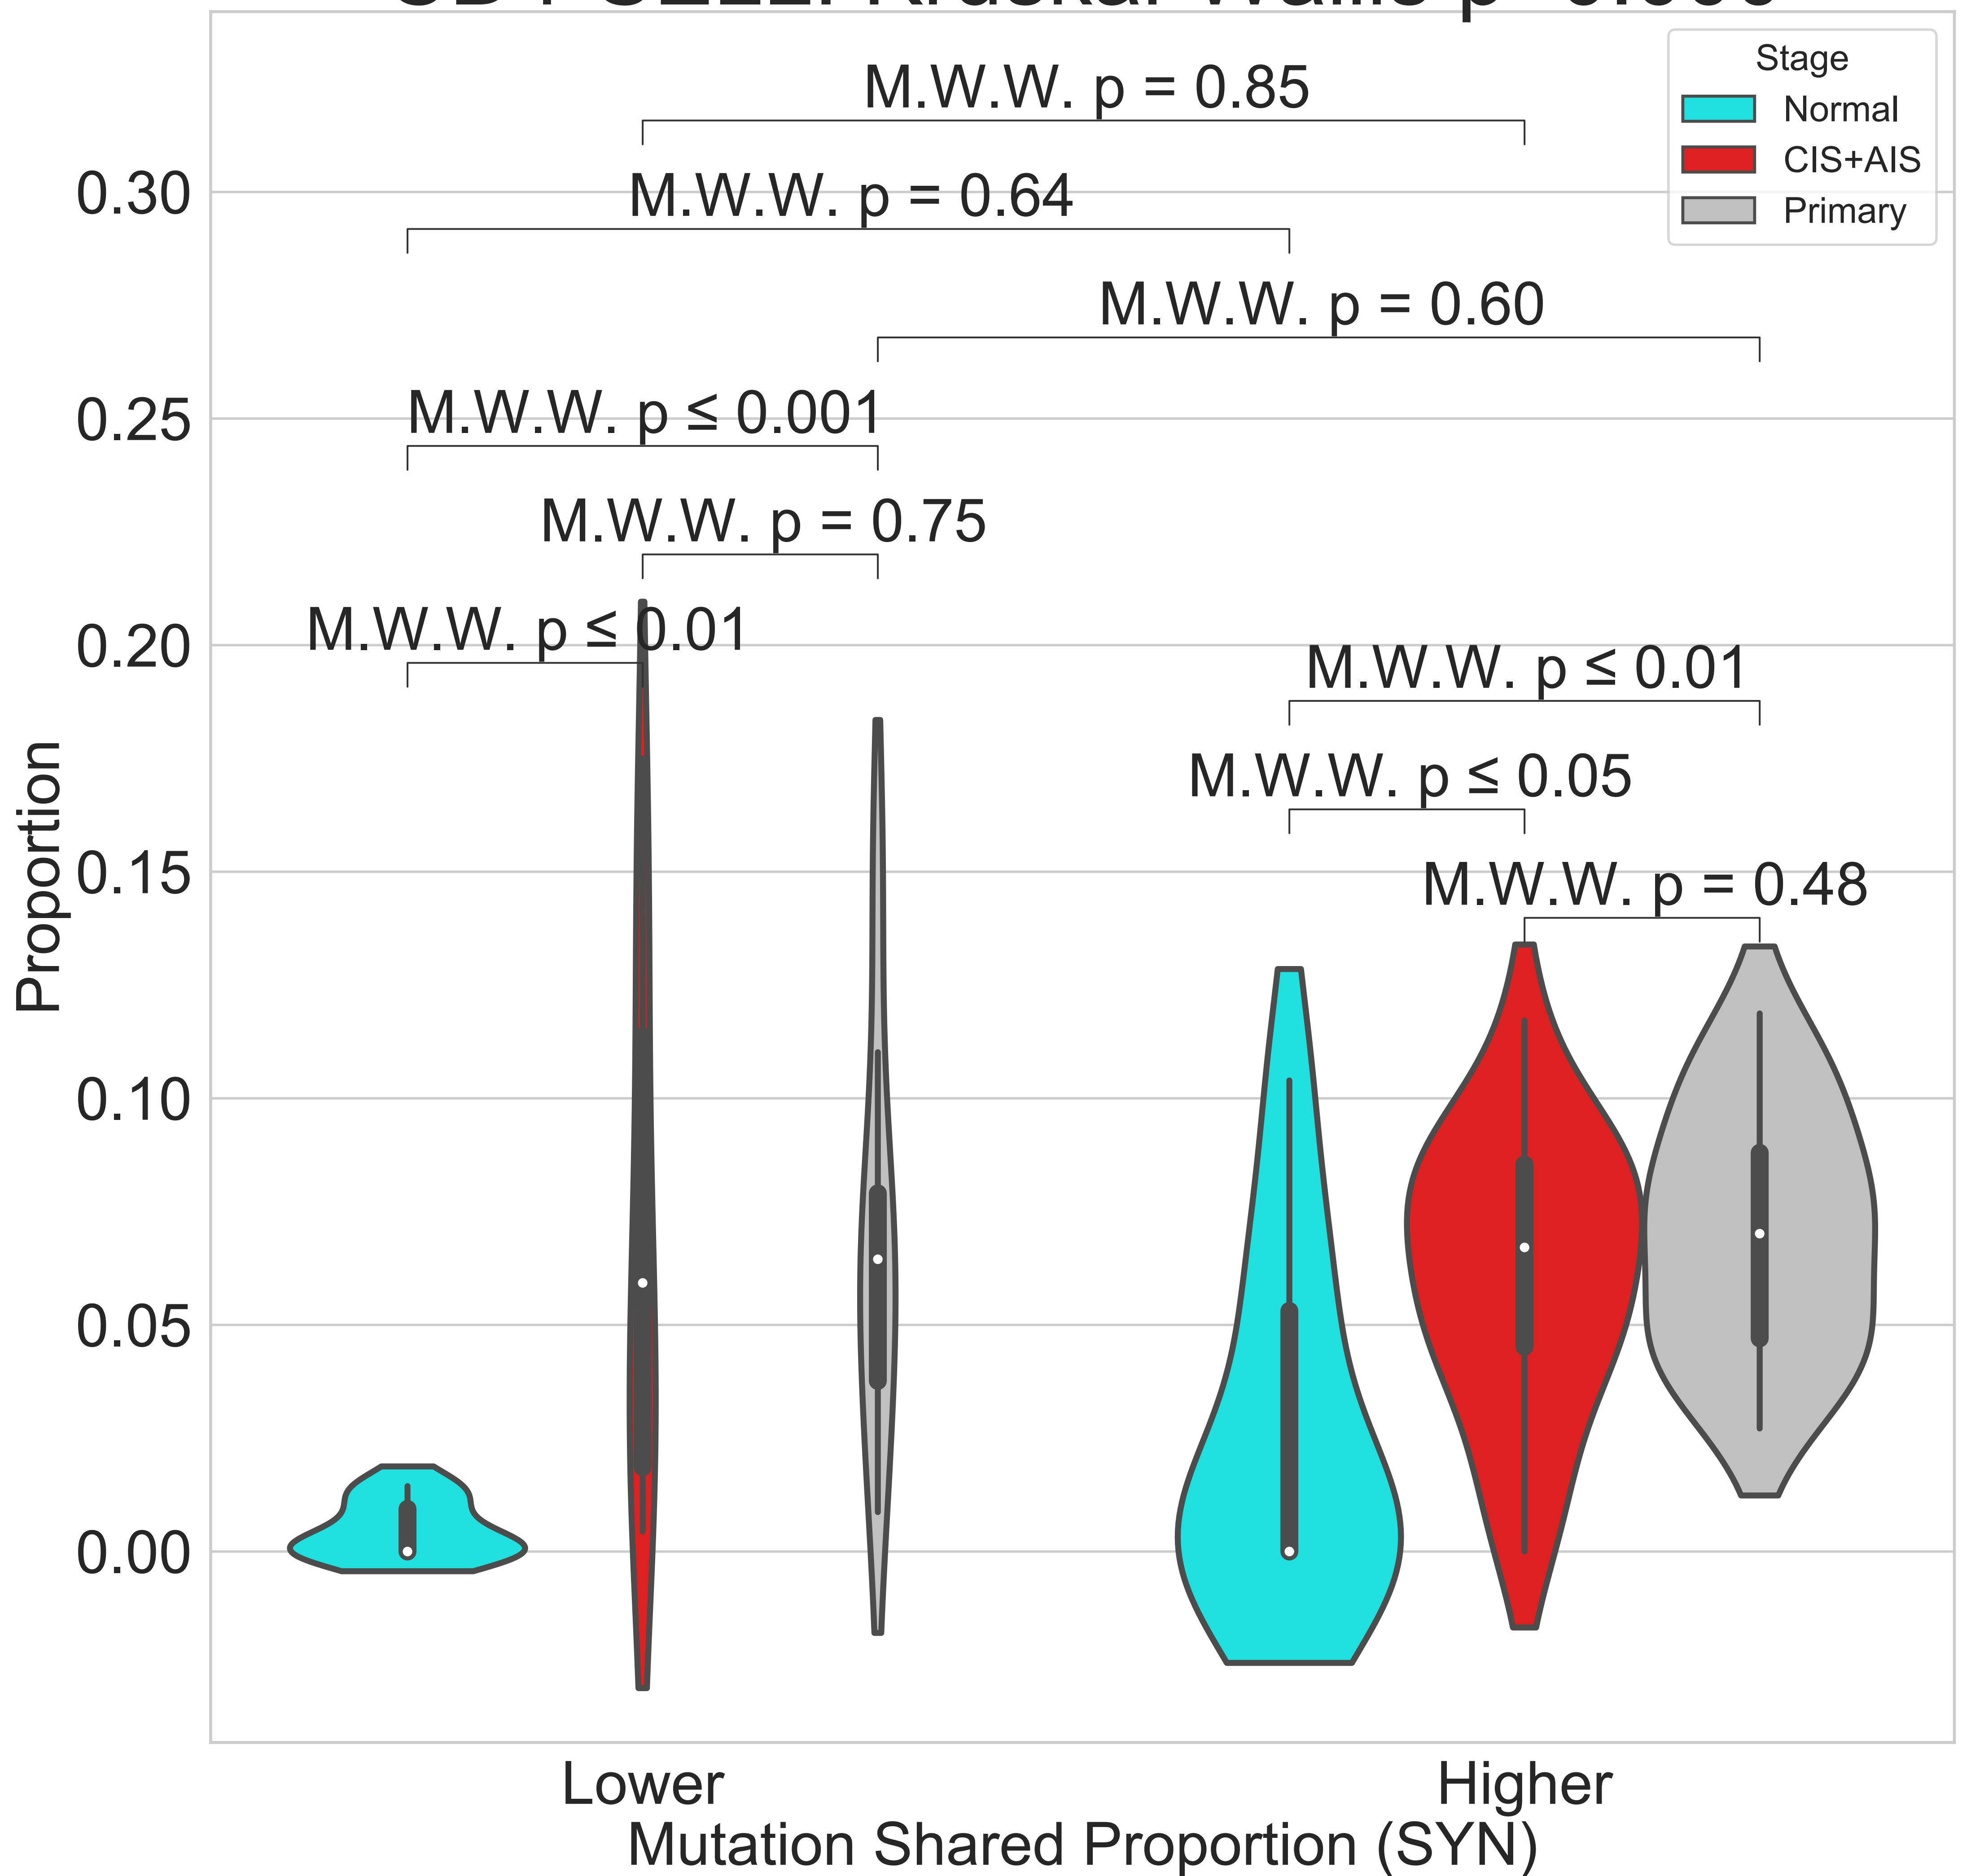 Stage
Normal
CIS+AIS
Primary
M.W.W. p = 0.85
M.W.W. p = 0.64
M.W.W. p = 0.60
M.W.W. p ≤ 0.001
M.W.W. p = 0.75
M.W.W. p ≤ 0.01
M.W.W. p ≤ 0.01
M.W.W. p ≤ 0.05
M.W.W. p = 0.48
0.30
0.25
0.20
0.15
0.10
0.05
0.00
Proportion
Lower
Higher
Mutation Shared Proportion (SYN)